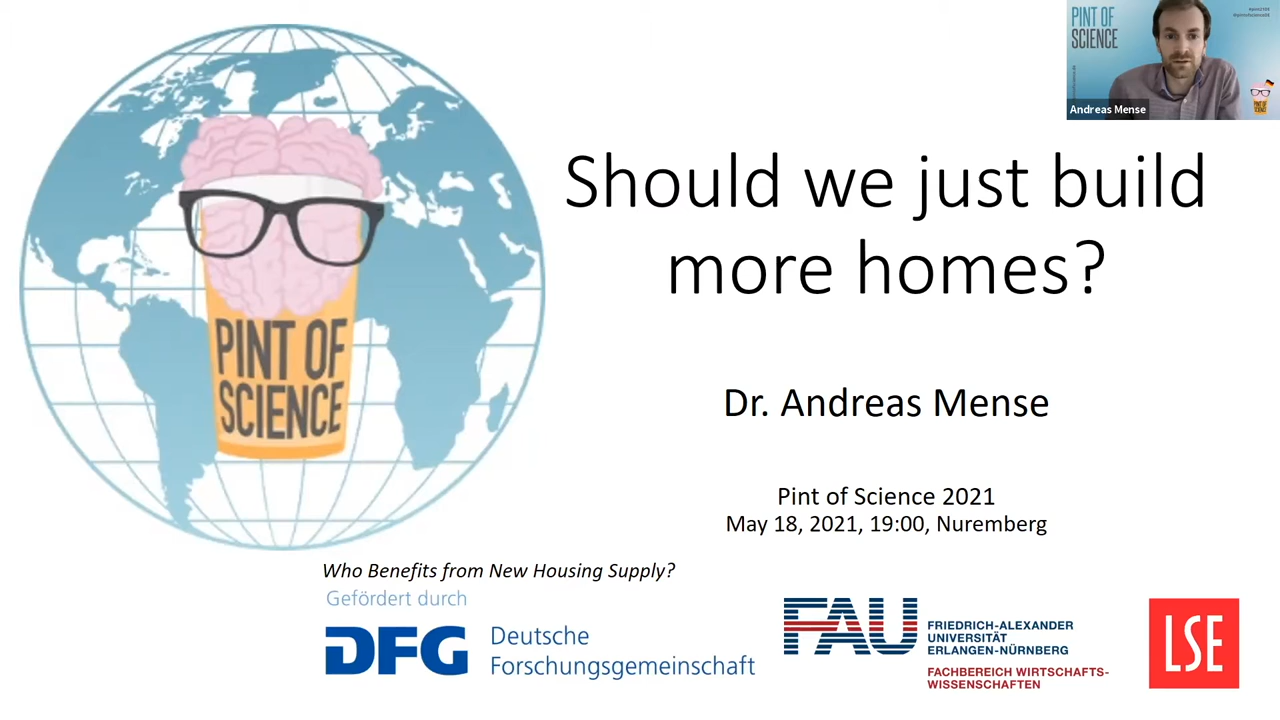 PINT OF
SCIENCE
Andreas Mense
Should we just build
more homes?
PINT OF
SCIENCE
Dr. Andreas Mense
Pint of Science 2021
May 18, 2021, 19:00, Nuremberg
Who Benefits from New Housing Supply?
Gefördert durch
DFG
Deutsche
Forschungsgemeinschaft
FAU
FRIEDRICH-ALEXANDER
UNIVERSITÄT
ERLANGEN-NÜRNBERG
FACHBEREICH WIRTSCHAFTS-
WISSENSCHAFTEN
LSE